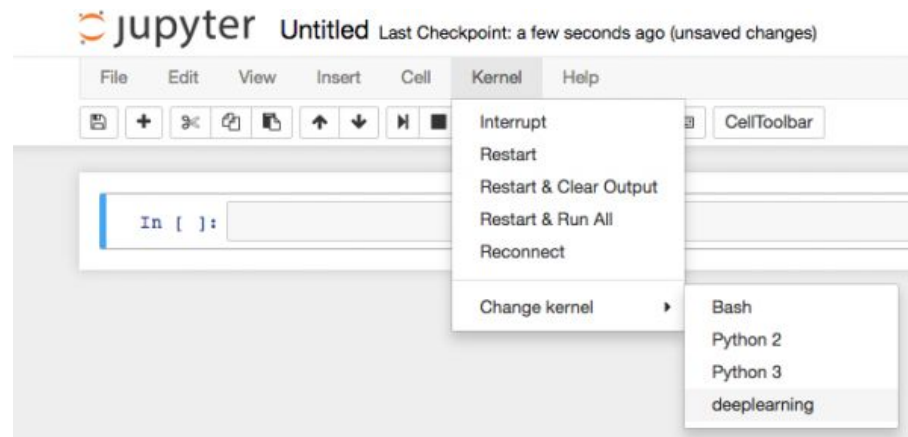 jupyter Untitled Last Checkpoint: a few seconds ago (unsaved changes)
File Edit View Insert Cell Kernel Help
CellToolbar
Interrupt
Restart
Restart & Clear Output
Restart & Run All
Reconnect
Change kernel
In [ ]:
Bash
Python 2
Python 3
deeplearning